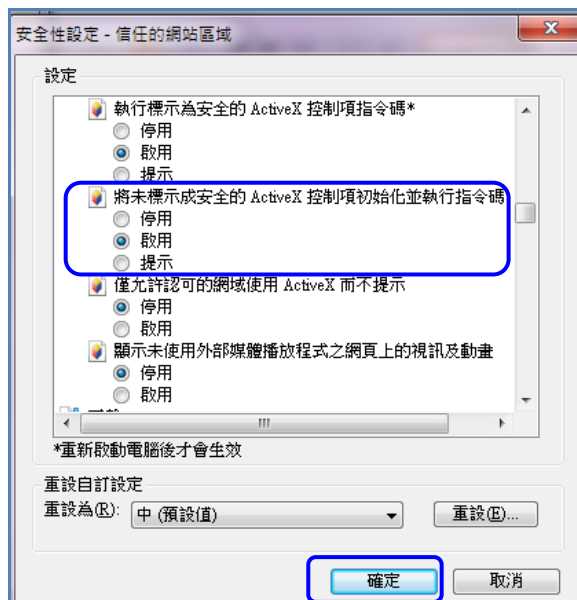 安全性設定 - 信任的網站區域
設定
執行標示為安全的 ActiveX 控制項指令碼*
停用
啟用
提示
將未標示成安全的 ActiveX 控制項初始化並執行指令碼
停用
啟用
提示
僅允許認可的網域使用 ActiveX 而不提示
停用
啟用
顯示未使用外部媒體播放程式之網頁上的視訊及動畫
停用
啟用
*重新啟動電腦後才會生效
重設自訂設定
重設為(R): 中 (預設值) 重設(E)...
確定 取消